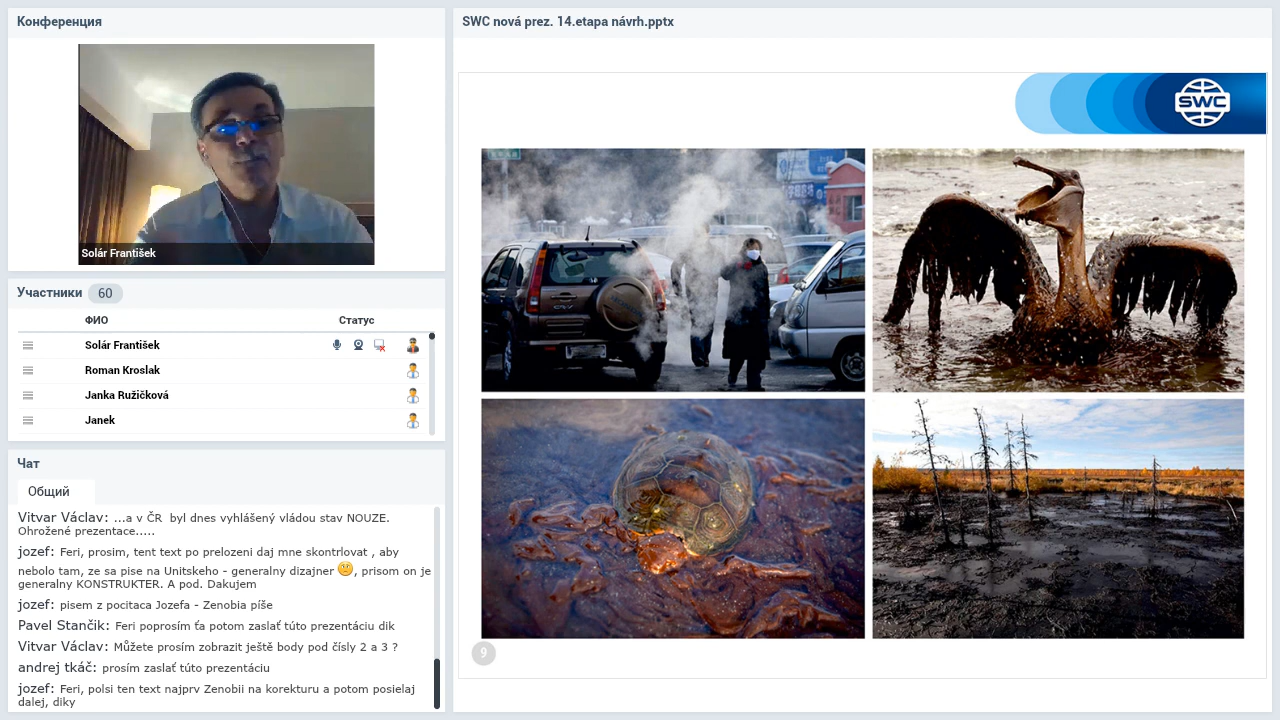 Конференция
Solár František
Участники 60
ФИО Статус
Solár František
Roman Kroslak
Janka Ružičková
Janek
Чат
Общий
Vitvar Václav: ...a v ČR byl dnes vyhlášený vládou stav NOUZE.
Ohrožené prezentace.....
jozef: Feri, prosim, tent text po prelozeni daj mne skontrlovat , aby
nebolo tam, ze sa pise na Unitskeho - generalny dizajner , prisom on je
generalny KONSTRUKTER. A pod. Dakujem
jozef: pisem z pocitaca Jozefa - Zenobia píše
Pavel Stančik: Feri poprosím ťa potom zaslať túto prezentáciu dik
Vitvar Václav: Můžete prosím zobrazit ještě body pod čísly 2 a 3 ?
andrej tkáč: prosím zaslať túto prezentáciu
jozef: Feri, polsi ten text najprv Zenobii na korekturu a potom posielaj
dalej, diky
SWC nová prez. 14.etapa návrh.pptx
SWC
9